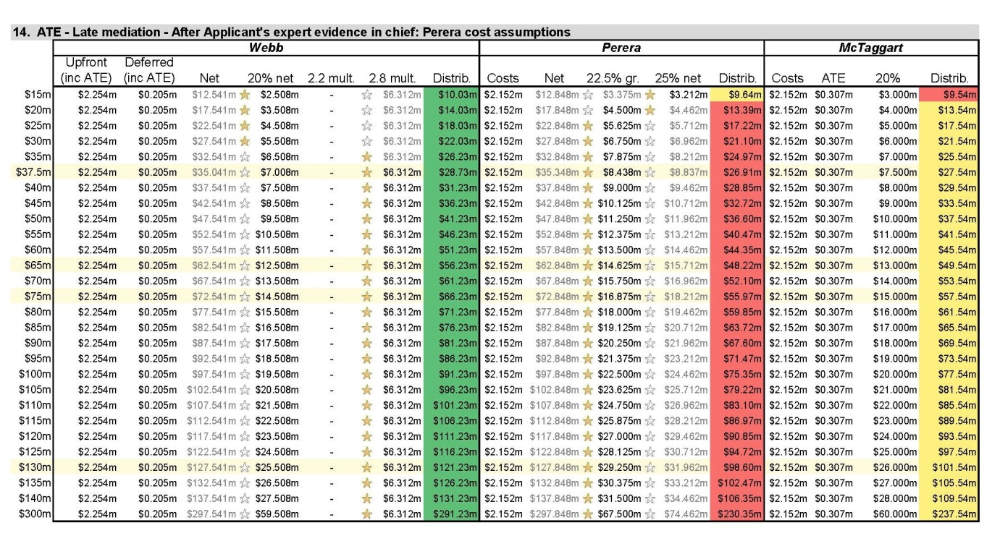 14. ATE - Late mediation - After Applicant's expert evidence in chief: Perera cost assumptions
Webb Perera McTaggart
Upfront Deferred
(inc ATE) (inc ATE) Net 20% net 2.2 mult. 2.8 mult. Distrib. Costs Net 22.5% gr. 25% net Distrib. Costs ATE 20% Distrib.
$15m $2.254m $0.205m $12.541m $2.508m - $6.312m $10.03m $2.152m $12.848m $3.375m $3.212m $9.64m $2.152m $0.307m $3.000m $9.54m
$20m $2.254m $0.205m $17.541m $3.508m - $6.312m $14.03m $2.152m $17.848m $4.500m $4.462m $13.39m $2.152m $0.307m $4.000m $13.54m
$25m $2.254m $0.205m $22.541m $4.508m - $6.312m $18.03m $2.152m $22.848m $5.625m $5.712m $17.22m $2.152m $0.307m $5.000m $17.54m
$30m $2.254m $0.205m $27.541m $5.508m - $6.312m $22.03m $2.152m $27.848m $6.750m $6.962m $21.10m $2.152m $0.307m $6.000m $21.54m
$35m $2.254m $0.205m $32.541m $6.508m - $6.312m $26.23m $2.152m $32.848m $7.875m $8.212m $24.97m $2.152m $0.307m $7.000m $25.54m
$37.5m $2.254m $0.205m $35.041m $7.008m - $6.312m $28.73m $2.152m $35.348m $8.438m $8.837m $26.91m $2.152m $0.307m $7.500m $27.54m
$40m $2.254m $0.205m $37.541m $7.508m - $6.312m $31.23m $2.152m $37.848m $9.000m $9.462m $28.85m $2.152m $0.307m $8.000m $29.54m
$45m $2.254m $0.205m $42.541m $8.508m - $6.312m $36.23m $2.152m $42.848m $10.125m $10.712m $32.72m $2.152m $0.307m $9.000m $33.54m
$50m $2.254m $0.205m $47.541m $9.508m - $6.312m $41.23m $2.152m $47.848m $11.250m $11.962m $36.60m $2.152m $0.307m $10.000m $37.54m
$55m $2.254m $0.205m $52.541m $10.508m - $6.312m $46.23m $2.152m $52.848m $12.375m $13.212m $40.47m $2.152m $0.307m $11.000m $41.54m
$60m $2.254m $0.205m $57.541m $11.508m - $6.312m $51.23m $2.152m $57.848m $13.500m $14.462m $44.35m $2.152m $0.307m $12.000m $45.54m
$65m $2.254m $0.205m $62.541m $12.508m - $6.312m $56.23m $2.152m $62.848m $14.625m $15.712m $48.22m $2.152m $0.307m $13.000m $49.54m
$70m $2.254m $0.205m $67.541m $13.508m - $6.312m $61.23m $2.152m $67.848m $15.750m $16.962m $52.10m $2.152m $0.307m $14.000m $53.54m
$75m $2.254m $0.205m $72.541m $14.508m - $6.312m $66.23m $2.152m $72.848m $16.875m $18.212m $55.97m $2.152m $0.307m $15.000m $57.54m
$80m $2.254m $0.205m $77.541m $15.508m - $6.312m $71.23m $2.152m $77.848m $18.000m $19.462m $59.85m $2.152m $0.307m $16.000m $61.54m
$85m $2.254m $0.205m $82.541m $16.508m - $6.312m $76.23m $2.152m $82.848m $19.125m $20.712m $63.72m $2.152m $0.307m $17.000m $65.54m
$90m $2.254m $0.205m $87.541m $17.508m - $6.312m $81.23m $2.152m $87.848m $20.250m $21.962m $67.60m $2.152m $0.307m $18.000m $69.54m
$95m $2.254m $0.205m $92.541m $18.508m - $6.312m $86.23m $2.152m $92.848m $21.375m $23.212m $71.47m $2.152m $0.307m $19.000m $73.54m
$100m $2.254m $0.205m $97.541m $19.508m - $6.312m $91.23m $2.152m $97.848m $22.500m $24.462m $75.35m $2.152m $0.307m $20.000m $77.54m
$105m $2.254m $0.205m $102.541m $20.508m - $6.312m $96.23m $2.152m $102.848m $23.625m $25.712m $79.22m $2.152m $0.307m $21.000m $81.54m
$110m $2.254m $0.205m $107.541m $21.508m - $6.312m $101.23m $2.152m $107.848m $24.750m $26.962m $83.10m $2.152m $0.307m $22.000m $85.54m
$115m $2.254m $0.205m $112.541m $22.508m - $6.312m $106.23m $2.152m $112.848m $25.875m $28.212m $86.97m $2.152m $0.307m $23.000m $89.54m
$120m $2.254m $0.205m $117.541m $23.508m - $6.312m $111.23m $2.152m $117.848m $27.000m $29.462m $90.85m $2.152m $0.307m $24.000m $93.54m
$125m $2.254m $0.205m $122.541m $24.508m - $6.312m $116.23m $2.152m $122.848m $28.125m $30.712m $94.72m $2.152m $0.307m $25.000m $97.54m
$130m $2.254m $0.205m $127.541m $25.508m - $6.312m $121.23m $2.152m $127.848m $29.250m $31.962m $98.60m $2.152m $0.307m $26.000m $101.54m
$135m $2.254m $0.205m $132.541m $26.508m - $6.312m $126.23m $2.152m $132.848m $30.375m $33.212m $102.47m $2.152m $0.307m $27.000m $105.54m
$140m $2.254m $0.205m $137.541m $27.508m - $6.312m $131.23m $2.152m $137.848m $31.500m $34.462m $106.35m $2.152m $0.307m $28.000m $109.54m
$300m $2.254m $0.205m $297.541m $59.508m - $6.312m $291.23m $2.152m $297.848m $67.500m $74.462m $230.35m $2.152m $0.307m $60.000m $237.54m